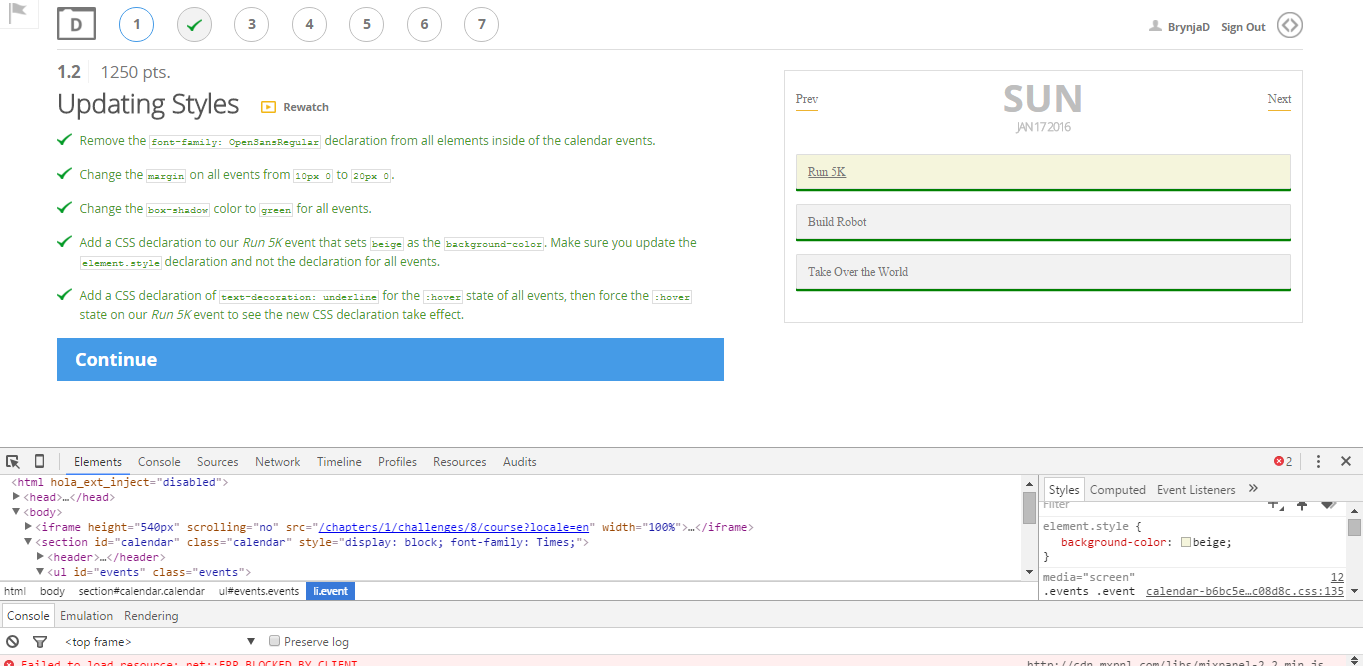 D 1 3 4 5 6 7 BrynjaD Sign Out
1.2 1250 pts.
Updating Styles Rewatch
Remove the font-family: OpenSansRegular declaration from all elements inside of the calendar events.
Change the margin on all events from 10px 0 to 20px 0.
Change the box-shadow color to green for all events.
Add a CSS declaration to our Run 5K event that sets beige as the background-color. Make sure you update the
element.style declaration and not the declaration for all events.
Add a CSS declaration of text-decoration: underline for the :hover state of all events, then force the :hover
state on our Run 5K event to see the new CSS declaration take effect.
Continue
Prev SUN Next
JAN 17 2016
Run 5K
Build Robot
Take Over the World
Elements Console Sources Network Timeline Profiles Resources Audits 2
<html hola_ext_inject="disabled">
<head>…</head>
<body>
<iframe height="540px" scrolling="no" src="/chapters/1/challenges/8/course?locale=en" width="100%">…</iframe>
<section id="calendar" class="calendar" style="display: block; font-family: Times;">
<header>…</header>
<ul id="events" class="events">
html body section#calendar.calendar ul#events.events li.event
Styles Computed Event Listeners »
Filter
element.style {
background-color: beige;
}
media="screen" 12
.events .event calendar-b6bc5e…c08d8c.css:135
Console Emulation Rendering
<top frame> Preserve log
Failed to load resource: net::ERR_BLOCKED_BY_CLIENT http://cdn.mxpnl.com/libs/mixpanel-2.2.min.js